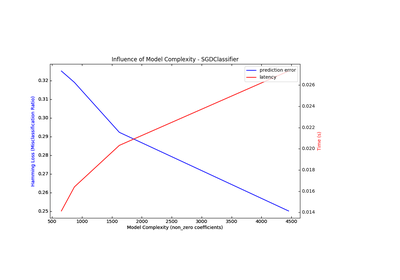 Influence of Model Complexity - SGDClassifier
prediction error
latency
Hamming Loss (Misclassification Ratio)
0.32
0.31
0.30
0.29
0.28
0.27
0.26
0.25
0.026
0.024
0.022
0.020
0.018
0.016
0.014
Time (s)
500 1000 1500 2000 2500 3000 3500 4000 4500
Model Complexity (non_zero coefficients)